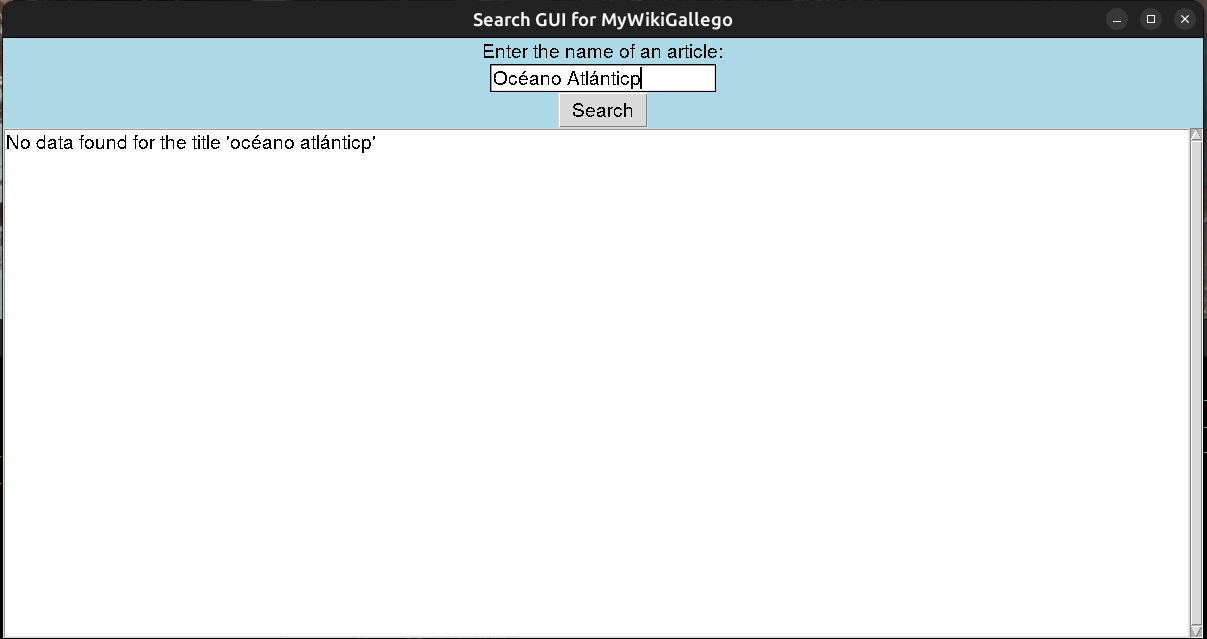 Search GUI for MyWikiGallego
Enter the name of an article:
Océano Atlánticp
Search
No data found for the title 'océano atlánticp'